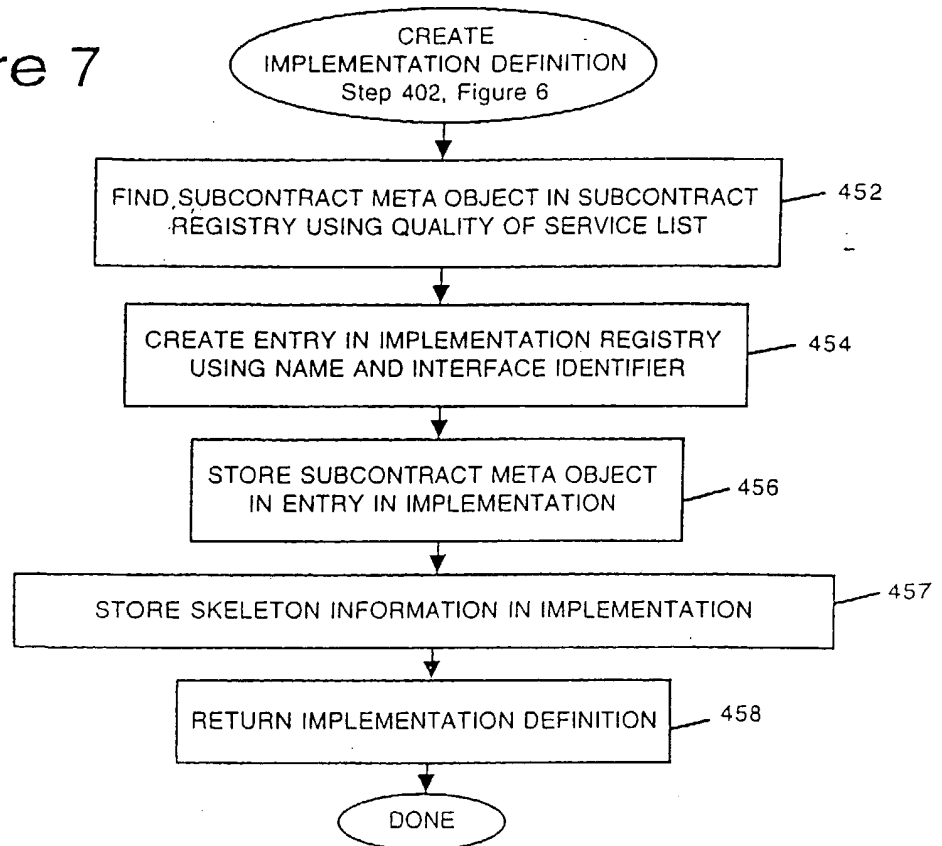 re 7
CREATE
IMPLEMENTATION DEFINITION
Step 402, Figure 6
FIND SUBCONTRACT META OBJECT IN SUBCONTRACT
REGISTRY USING QUALITY OF SERVICE LIST
452
CREATE ENTRY IN IMPLEMENTATION REGISTRY
USING NAME AND INTERFACE IDENTIFIER
454
STORE SUBCONTRACT META OBJECT
IN ENTRY IN IMPLEMENTATION
456
STORE SKELETON INFORMATION IN IMPLEMENTATION
457
RETURN IMPLEMENTATION DEFINITION
458
DONE